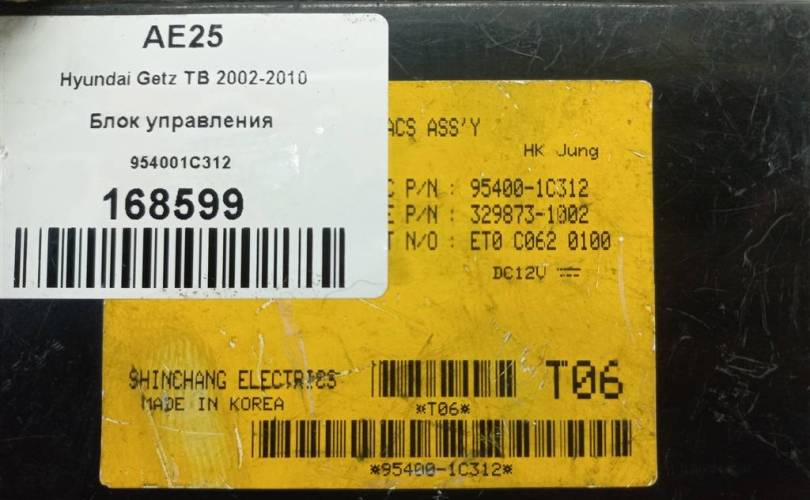 AE25
Hyundai Getz TB 2002-2010
Блок управления
954001C312
168599
ACS ASS'Y
HK Jung
C P/N : 95400-1C312
E P/N : 329873-1002
T N/O : ET0 C062 0100
DC12V
SHINCHANG ELECTRICS
MADE IN KOREA
T06
*T06*
*95400-1C312*